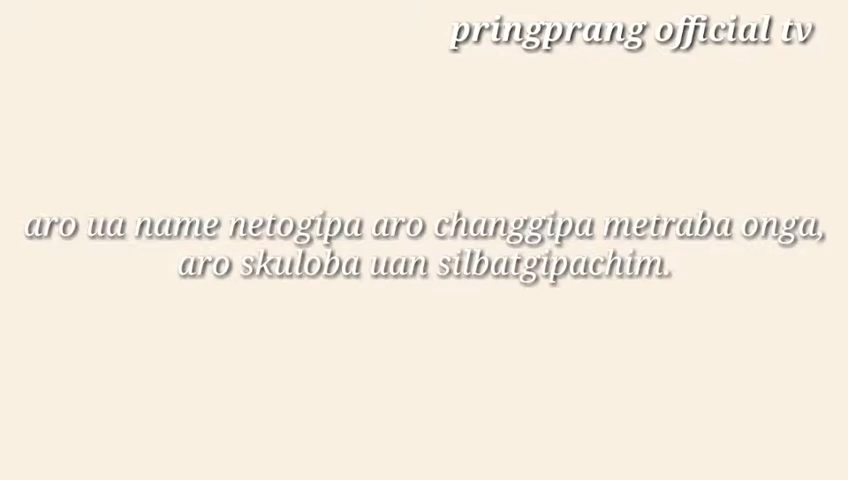 pringprang official tv
aro ua name netogipa aro changgipa metraba onga,
aro skuloba uan silbatgipachim.